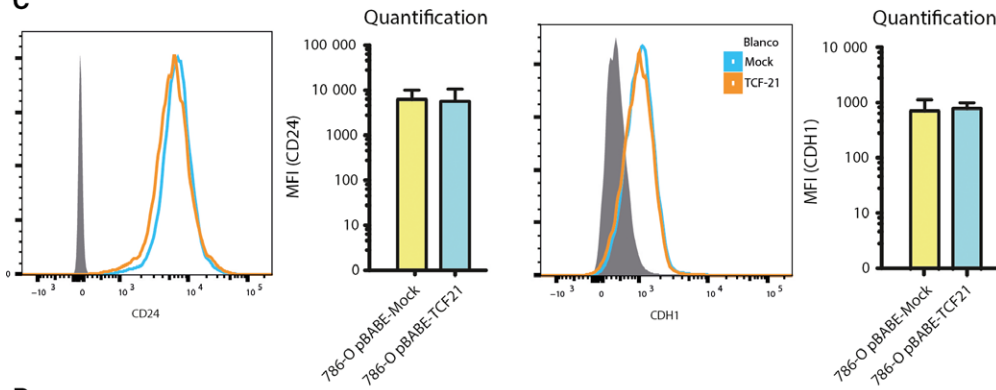 C
Quantification
100 000
10 000
1000
100
10
0
MFI (CD24)
786-O pBABE-Mock
786-O pBABE-TCF21
0
−10 3
0
10 3
10 4
10 5
CD24
Blanco
Mock
TCF-21
−10 3
0
10 3
10 4
10 5
CDH1
Quantification
10 000
1000
100
10
0
MFI (CDH1)
786-O pBABE-Mock
786-O pBABE-TCF21